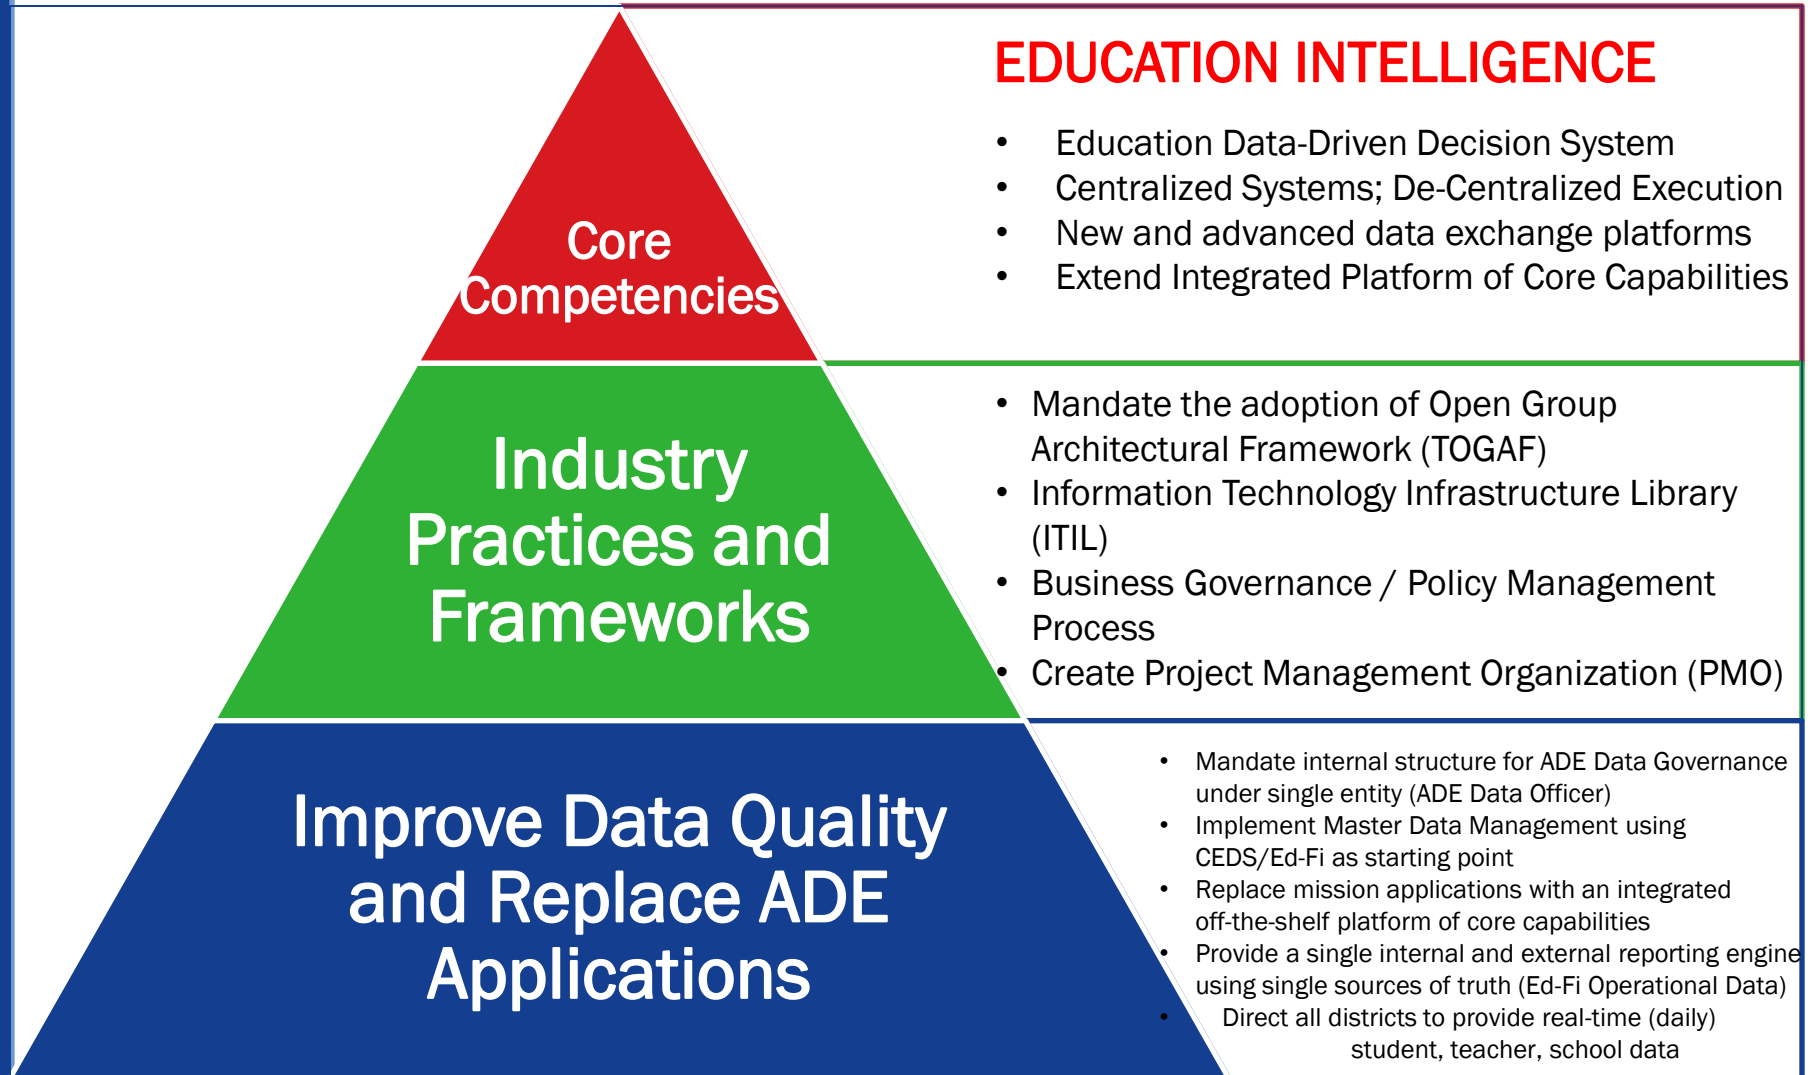 EDUCATION INTELLIGENCE
• Education Data-Driven Decision System
• Centralized Systems; De-Centralized Execution
• New and advanced data exchange platforms
• Extend Integrated Platform of Core Capabilities
Core
Competencies
• Mandate the adoption of Open Group
Architectural Framework (TOGAF)
• Information Technology Infrastructure Library
(ITIL)
• Business Governance / Policy Management
Process
• Create Project Management Organization (PMO)
Industry
Practices and
Frameworks
• Mandate internal structure for ADE Data Governance
under single entity (ADE Data Officer)
• Implement Master Data Management using
CEDS/Ed-Fi as starting point
• Replace mission applications with an integrated
off-the-shelf platform of core capabilities
• Provide a single internal and external reporting engine
using single sources of truth (Ed-Fi Operational Data)
• Direct all districts to provide real-time (daily)
student, teacher, school data
Improve Data Quality
and Replace ADE
Applications